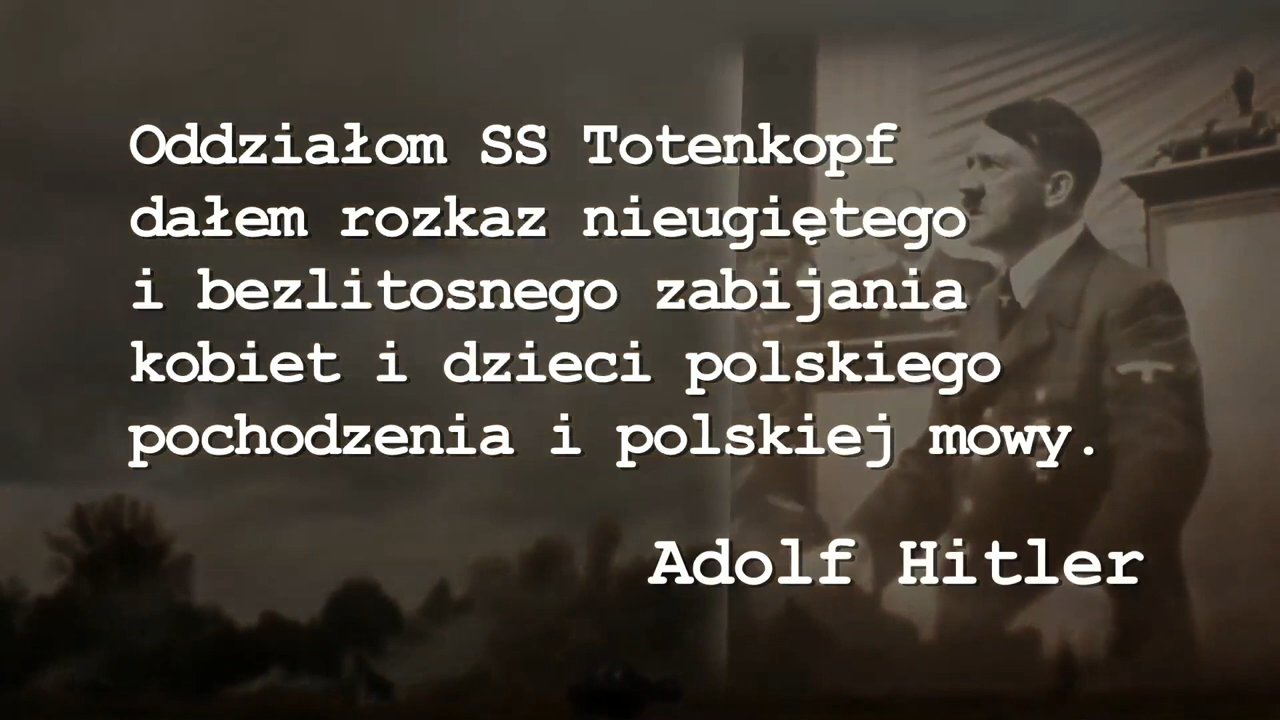 Oddziałom SS Totenkopf
dałem rozkaz nieugiętego
i bezlitosnego zabijania
kobiet i dzieci polskiego
pochodzenia i polskiej mowy.
Adolf Hitler